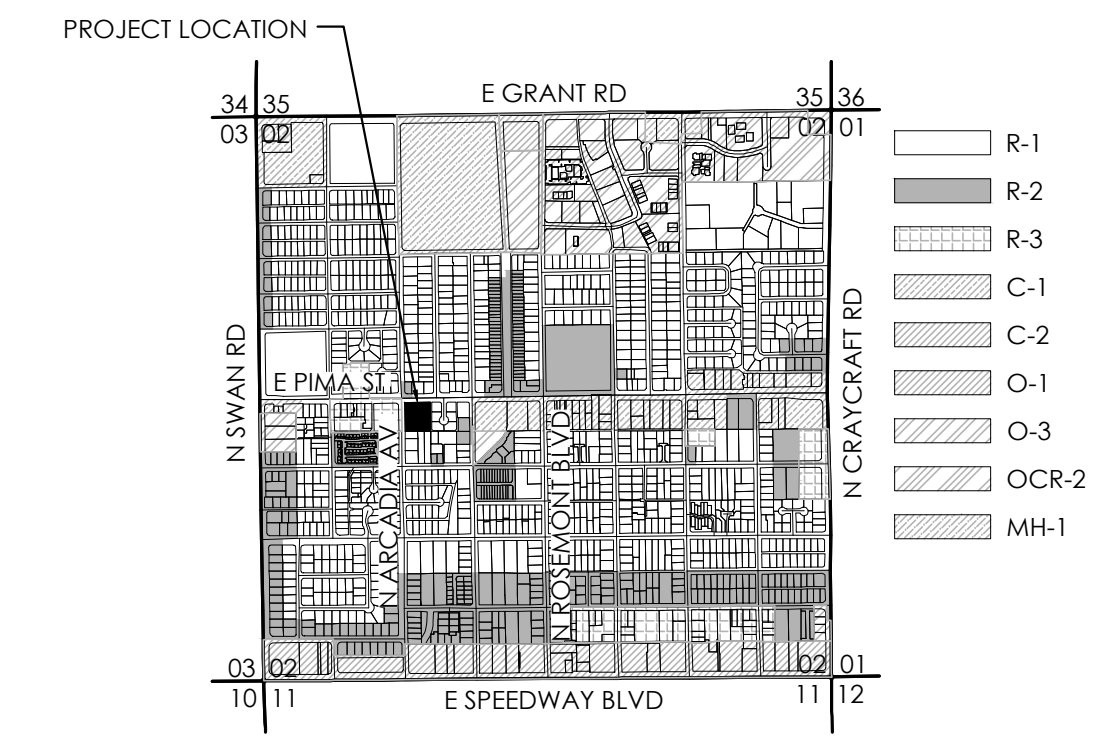 PROJECT LOCATION
E GRANT RD
34 35
35 36
03 02
02 01
R-1
R-2
R-3
C-1
C-2
O-1
O-3
OCR-2
MH-1
N SWAN RD
E PIMA ST.
N ARCADIA AV
N ROSEMONT BLVD
N CRAYCRAFT RD
03 02
02 01
10 11
11 12
E SPEEDWAY BLVD